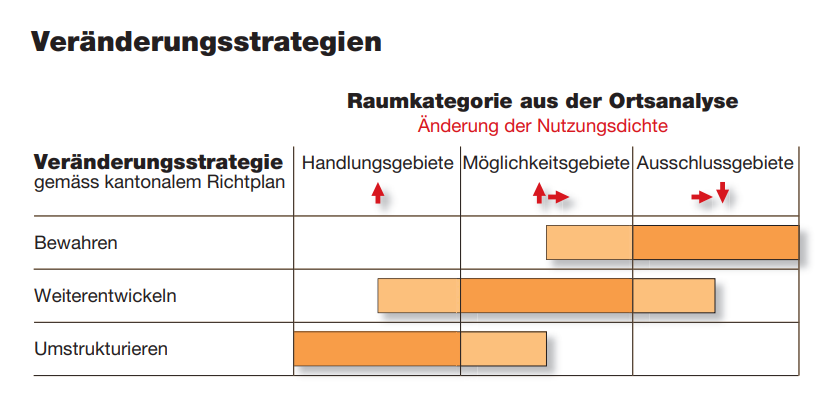 Veränderungsstrategien
Raumkategorie aus der Ortsanalyse
Änderung der Nutzungsdichte
Veränderungsstrategie
gemäss kantonalem Richtplan
Handlungsgebiete
Möglichkeitsgebiete
Ausschlussgebiete
Bewahren
Weiterentwickeln
Umstrukturieren